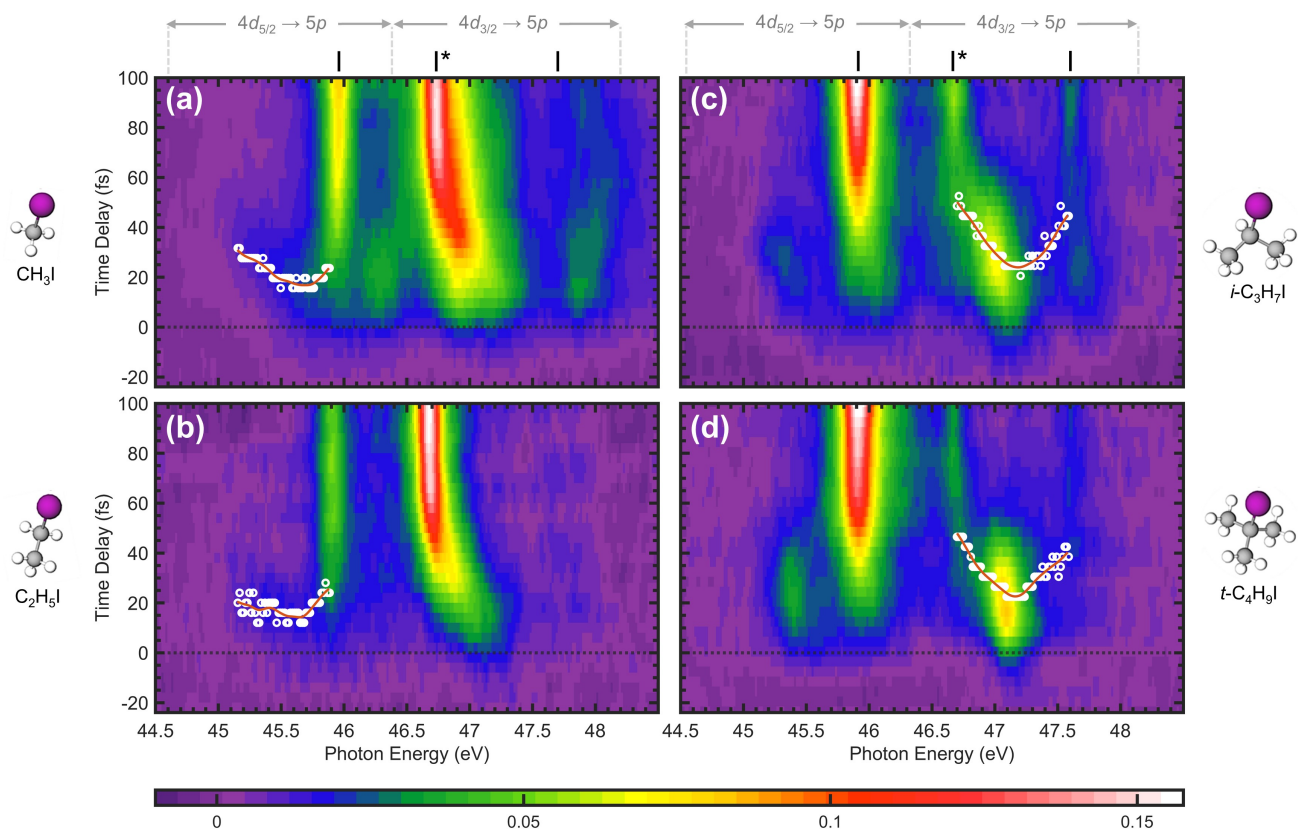 4d5/2 → 5p 4d3/2 → 5p 4d5/2 → 5p 4d3/2 → 5p
* *
(a) (c)
100
80
60
40
20
0
-20
Time Delay (fs)
CH3I
i-C3H7I
(b) (d)
100
80
60
40
20
0
-20
Time Delay (fs)
C2H5I
t-C4H9I
44.5 45 45.5 46 46.5 47 47.5 48 45 45.5 46 46.5 47 47.5 48
Photon Energy (eV) Photon Energy (eV)
0 0.05 0.1 0.15